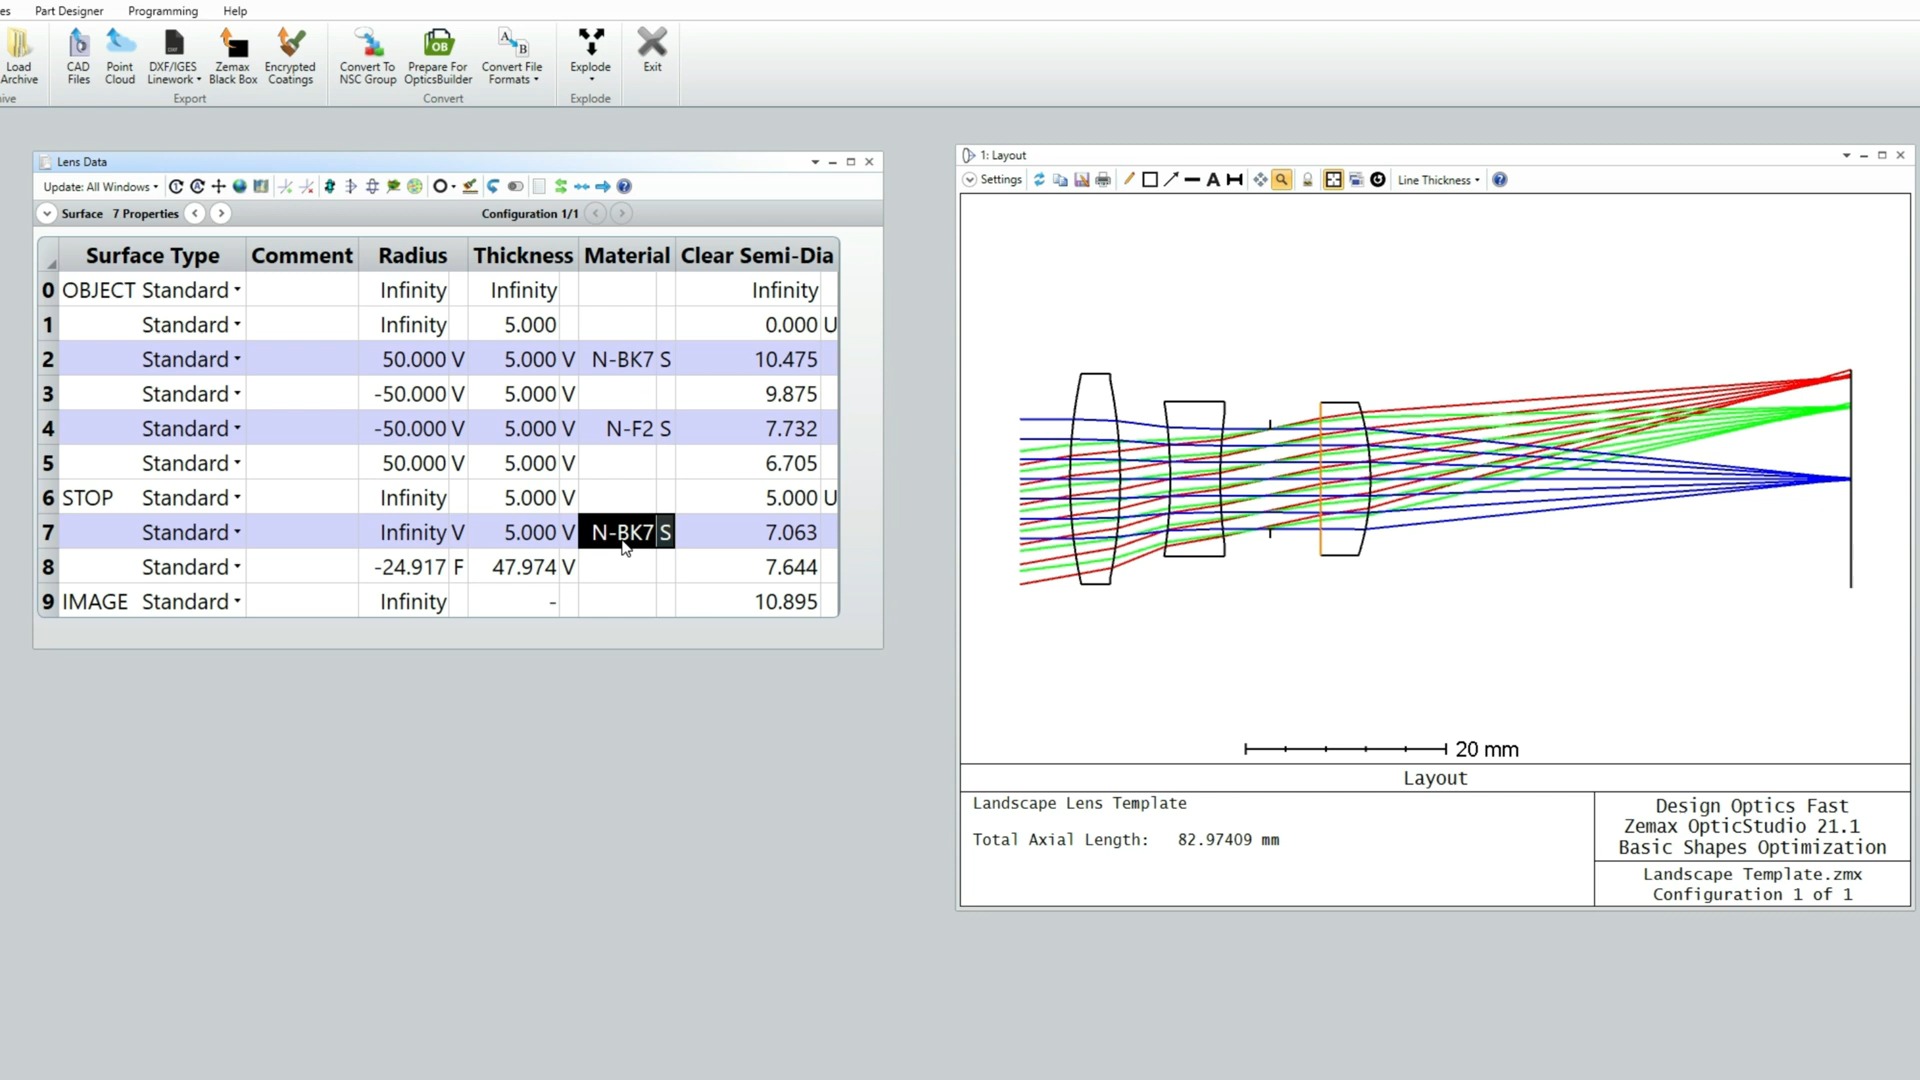 es Part Designer Programming Help
Load Archive
CAD Files
Point Cloud
DXF/IGES Linework
Zemax Black Box
Encrypted Coatings
Convert To NSC Group
Prepare For OpticsBuilder
Convert File Formats
Explode
Exit
ive Export Convert Explode
Lens Data
Update: All Windows
Surface 7 Properties Configuration 1/1
Surface Type Comment Radius Thickness Material Clear Semi-Dia
0 OBJECT Standard Infinity Infinity Infinity
1 Standard Infinity 5.000 0.000 U
2 Standard 50.000 V 5.000 V N-BK7 S 10.475
3 Standard -50.000 V 5.000 V 9.875
4 Standard -50.000 V 5.000 V N-F2 S 7.732
5 Standard 50.000 V 5.000 V 6.705
6 STOP Standard Infinity 5.000 V 5.000 U
7 Standard Infinity V 5.000 V N-BK7 S 7.063
8 Standard -24.917 F 47.974 V 7.644
9 IMAGE Standard Infinity - 10.895
1: Layout
Settings A Line Thickness
20 mm
Layout
Landscape Lens Template
Total Axial Length: 82.97409 mm
Design Optics Fast
Zemax OpticStudio 21.1
Basic Shapes Optimization
Landscape Template.zmx
Configuration 1 of 1